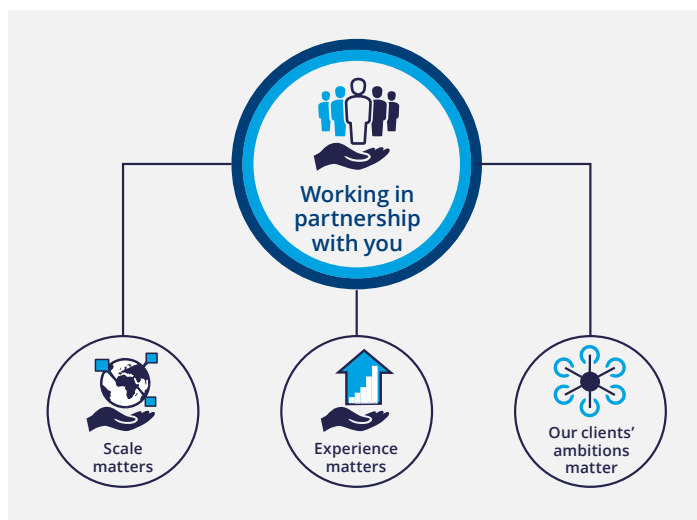 Working in
partnership
with you
Scale
matters
Experience
matters
Our clients’
ambitions
matter